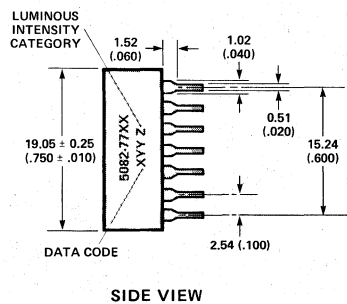 LUMINOUS
INTENSITY
CATEGORY
1.52
(.060)
1.02
(.040)
0.51
(.020)
19.05 ± 0.25
(.750 ± .010)
5082-77XX
XYY Z
15.24
(.600)
2.54 (.100)
DATA CODE
SIDE VIEW